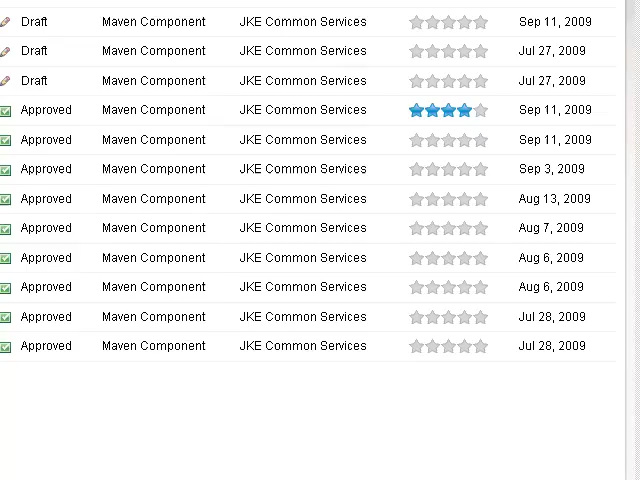 Draft Maven Component JKE Common Services Sep 11, 2009
Draft Maven Component JKE Common Services Jul 27, 2009
Draft Maven Component JKE Common Services Jul 27, 2009
Approved Maven Component JKE Common Services Sep 11, 2009
Approved Maven Component JKE Common Services Sep 11, 2009
Approved Maven Component JKE Common Services Sep 3, 2009
Approved Maven Component JKE Common Services Aug 13, 2009
Approved Maven Component JKE Common Services Aug 7, 2009
Approved Maven Component JKE Common Services Aug 6, 2009
Approved Maven Component JKE Common Services Aug 6, 2009
Approved Maven Component JKE Common Services Jul 28, 2009
Approved Maven Component JKE Common Services Jul 28, 2009